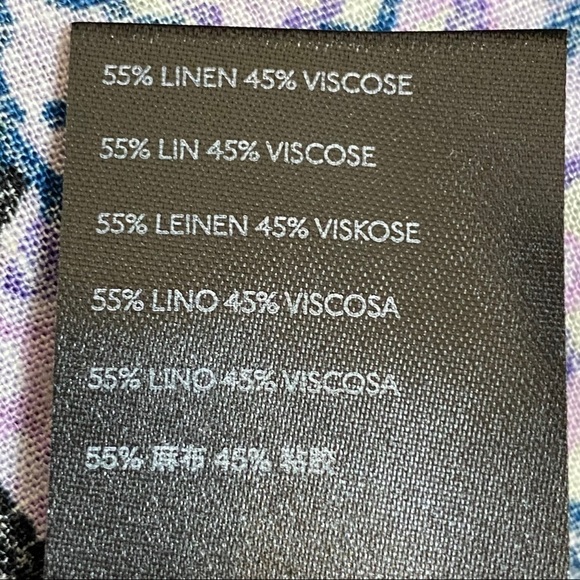 55% LINEN 45% VISCOSE
55% LIN 45% VISCOSE
55% LEINEN 45% VISKOSE
55% LINO 45% VISCOSA
55% LINO 45% VISCOSA
55% 麻布 45% 粘胶